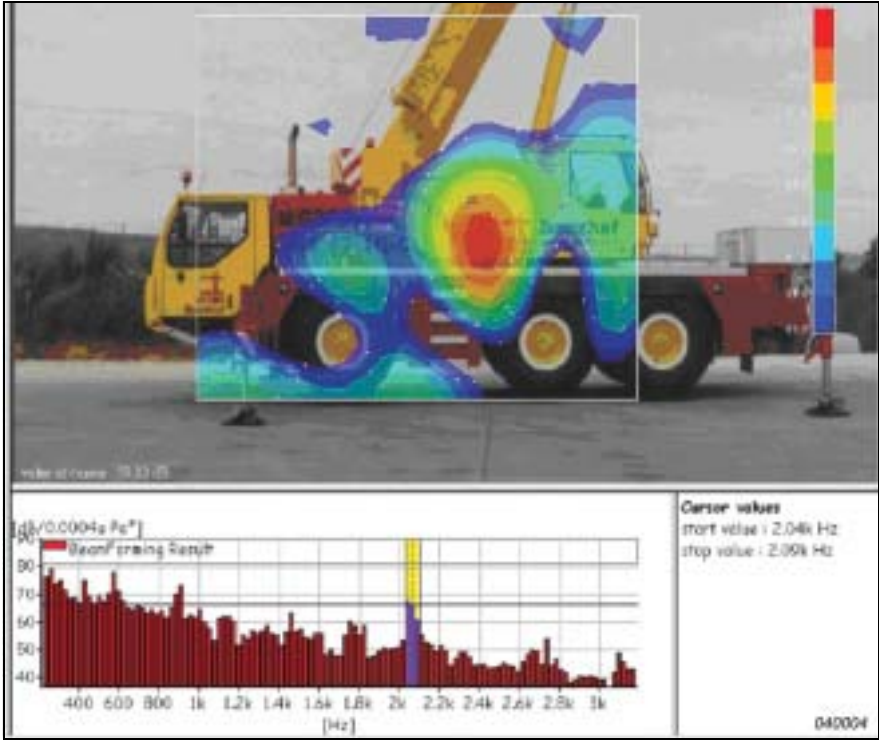 Beamforming Result
90
80
70
60
50
40
400 600 800 1k 1.2k 1.4k 1.6k 1.8k 2k 2.2k 2.4k 2.6k 2.8k 3k
[Hz]
Cursor values
start value : 2.04k Hz
stop value : 2.09k Hz
040004